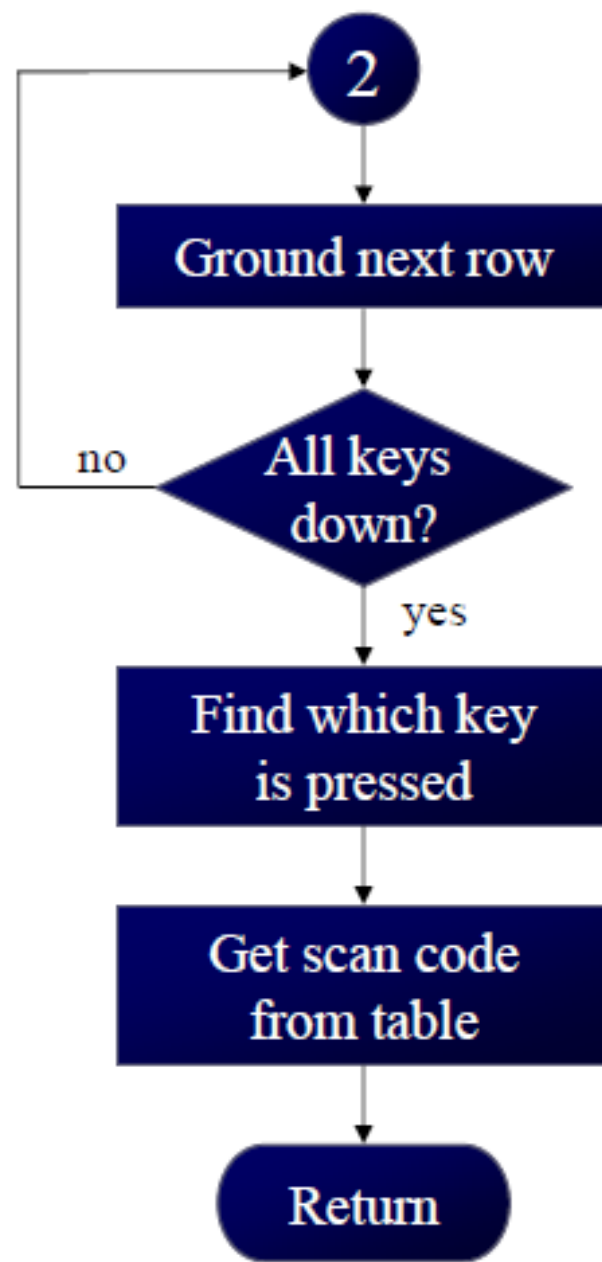 2
Ground next row
All keys
down?
no
yes
Find which key
is pressed
Get scan code
from table
Return